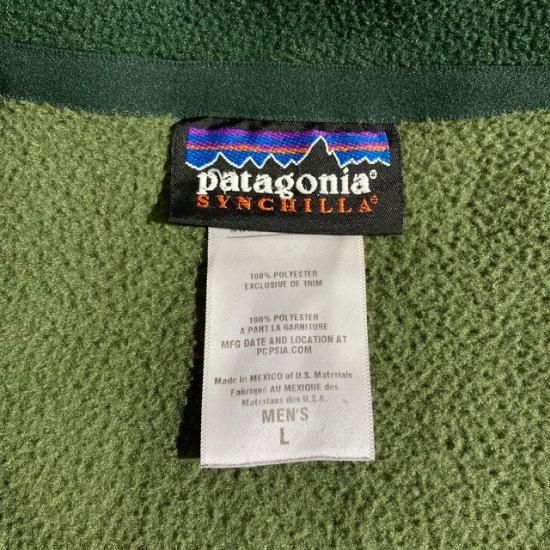 patagonia®
SYNCHILLA®
100% POLYESTER
EXCLUSIVE OF TRIM
100% POLYESTER
A PART LA GARNITURE
MFG DATE AND LOCATION AT
PCPSIA.COM
Made in MEXICO of U.S. Materials
Fabriqué AU MEXIQUE des
Materiaux des U.S.A.
MEN'S
L